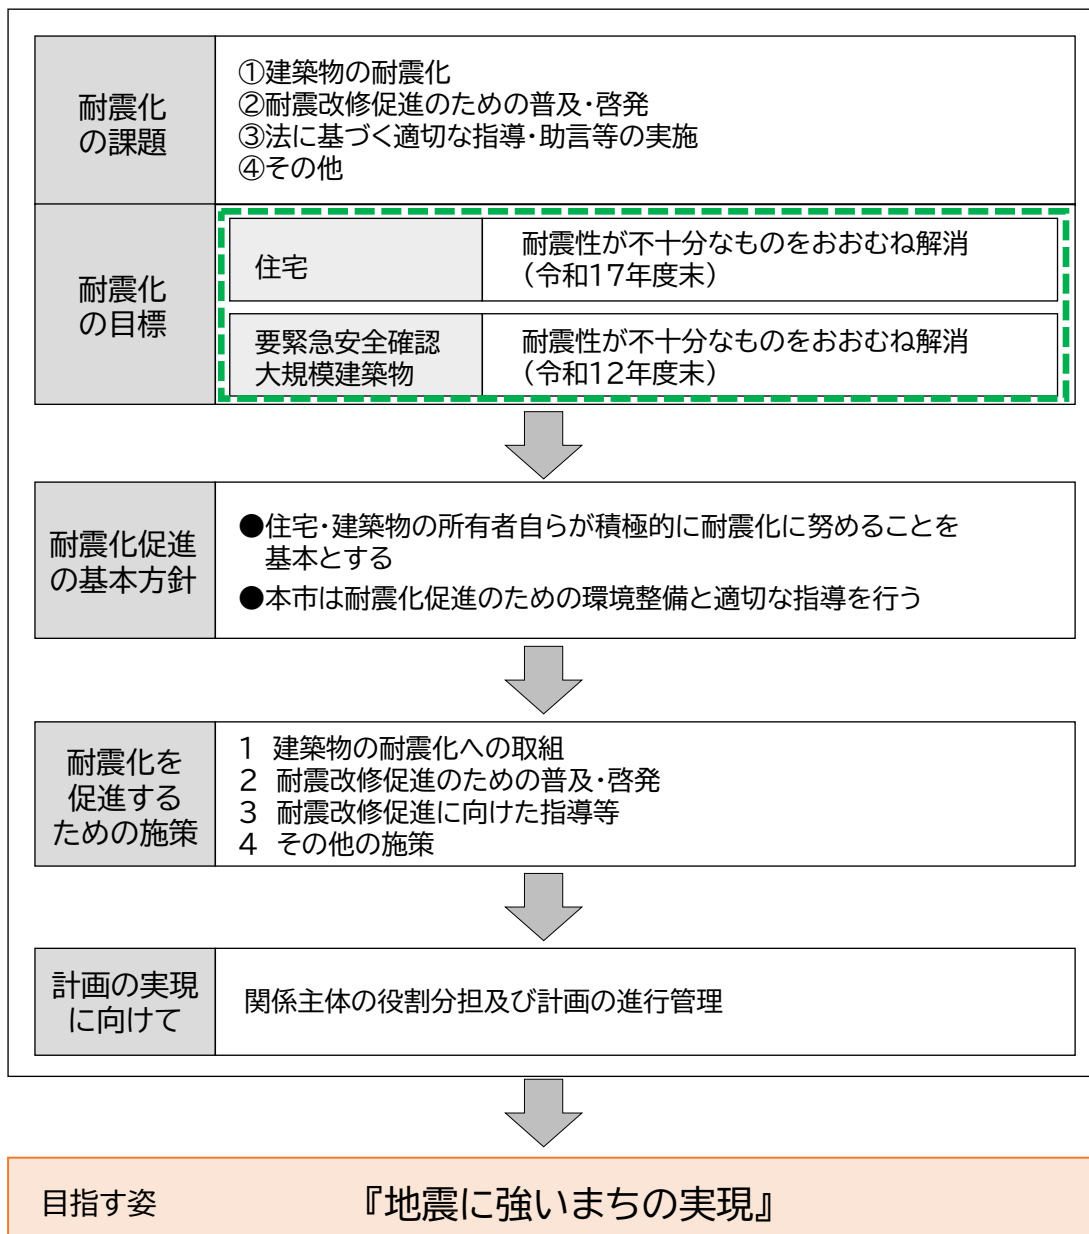 耐震化
の課題
①建築物の耐震化
②耐震改修促進のための普及・啓発
③法に基づく適切な指導・助言等の実施
④その他
耐震化
の目標
住宅
耐震性が不十分なものをおおむね解消
(令和17年度末)
要緊急安全確認
大規模建築物
耐震性が不十分なものをおおむね解消
(令和12年度末)
耐震化促進
の基本方針
●住宅・建築物の所有者自らが積極的に耐震化に努めることを
基本とする
●本市は耐震化促進のための環境整備と適切な指導を行う
耐震化を
促進する
ための施策
1 建築物の耐震化への取組
2 耐震改修促進のための普及・啓発
3 耐震改修促進に向けた指導等
4 その他の施策
計画の実現
に向けて
関係主体の役割分担及び計画の進行管理
目指す姿
『地震に強いまちの実現』